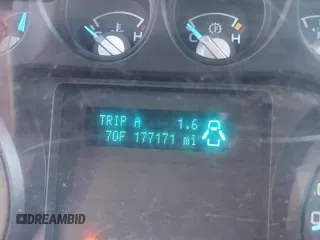 C H
C H
TRIP A 1.6
70F 177171 mi
DREAMBID